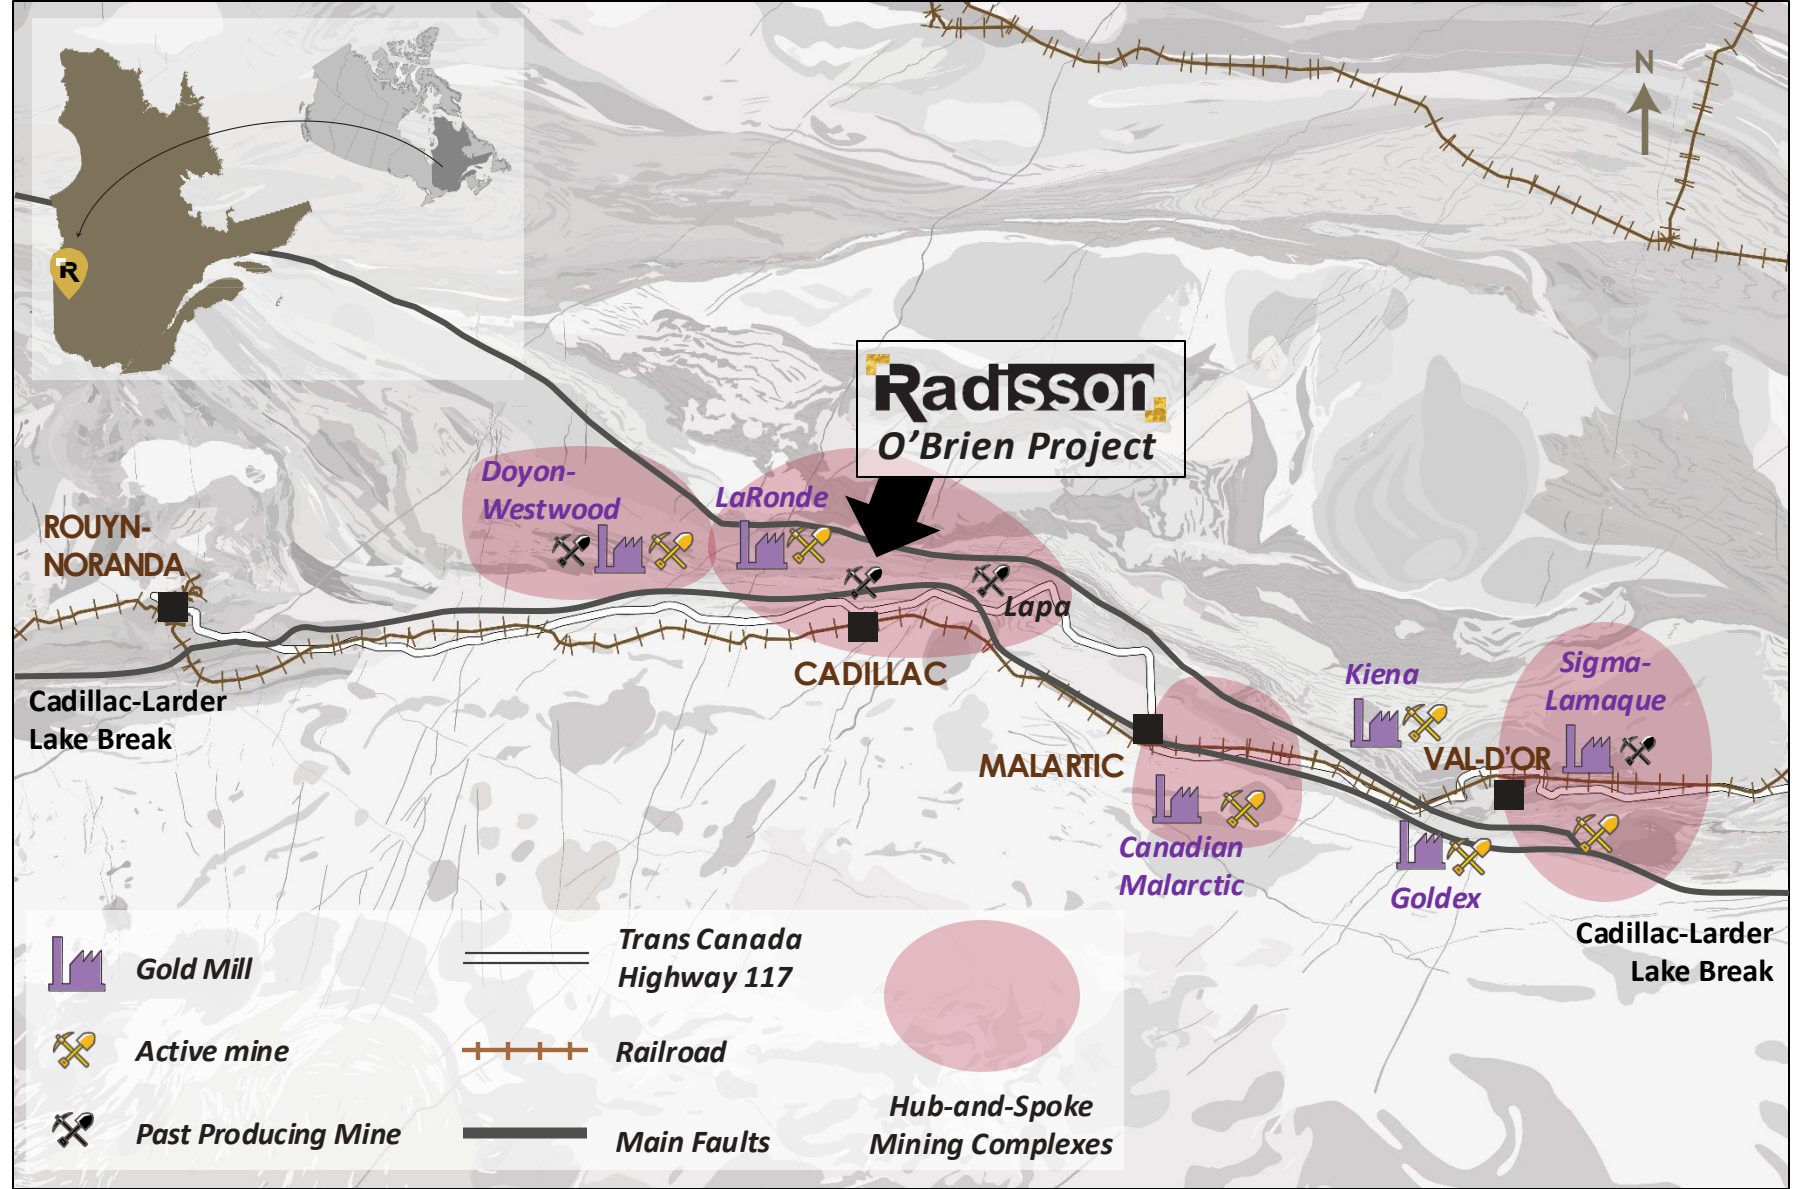 N
R
Radisson
O'Brien Project
Doyon-
Westwood
LaRonde
ROUYN-
NORANDA
Lapa
CADILLAC
Cadillac-Larder
Lake Break
MALARTIC
Kiena
Sigma-
Lamaque
VAL-D'OR
Canadian
Malarctic
Goldex
Cadillac-Larder
Lake Break
Gold Mill
Active mine
Past Producing Mine
Trans Canada
Highway 117
Railroad
Main Faults
Hub-and-Spoke
Mining Complexes